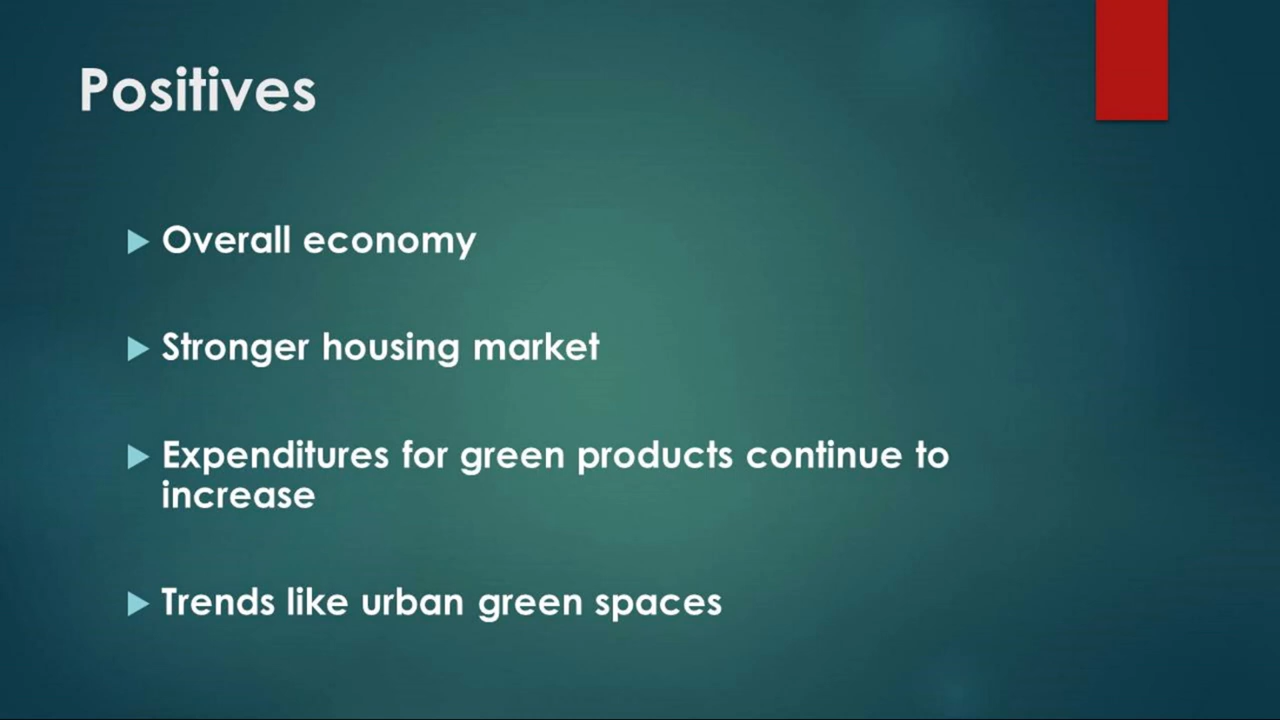 Positives
Overall economy
Stronger housing market
Expenditures for green products continue to
increase
Trends like urban green spaces